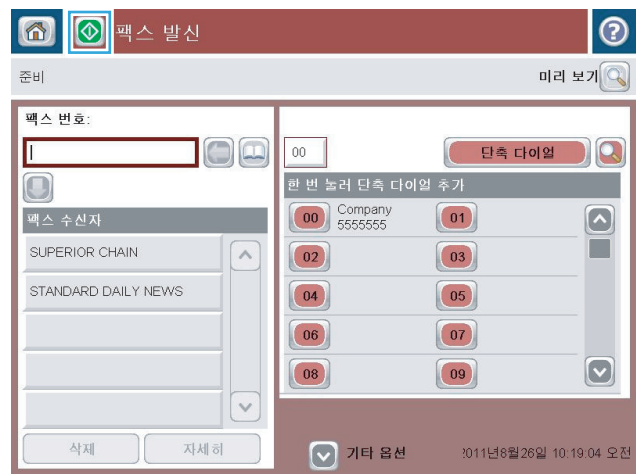 팩스 발신
?
준비
미리 보기
팩스 번호:
00
단축 다이얼
한 번 눌러 단축 다이얼 추가
팩스 수신자
00 Company 01
5555555
SUPERIOR CHAIN
02 03
STANDARD DAILY NEWS
04 05
06 07
08 09
삭제 자세히
기타 옵션
2011년8월26일 10:19:04 오전